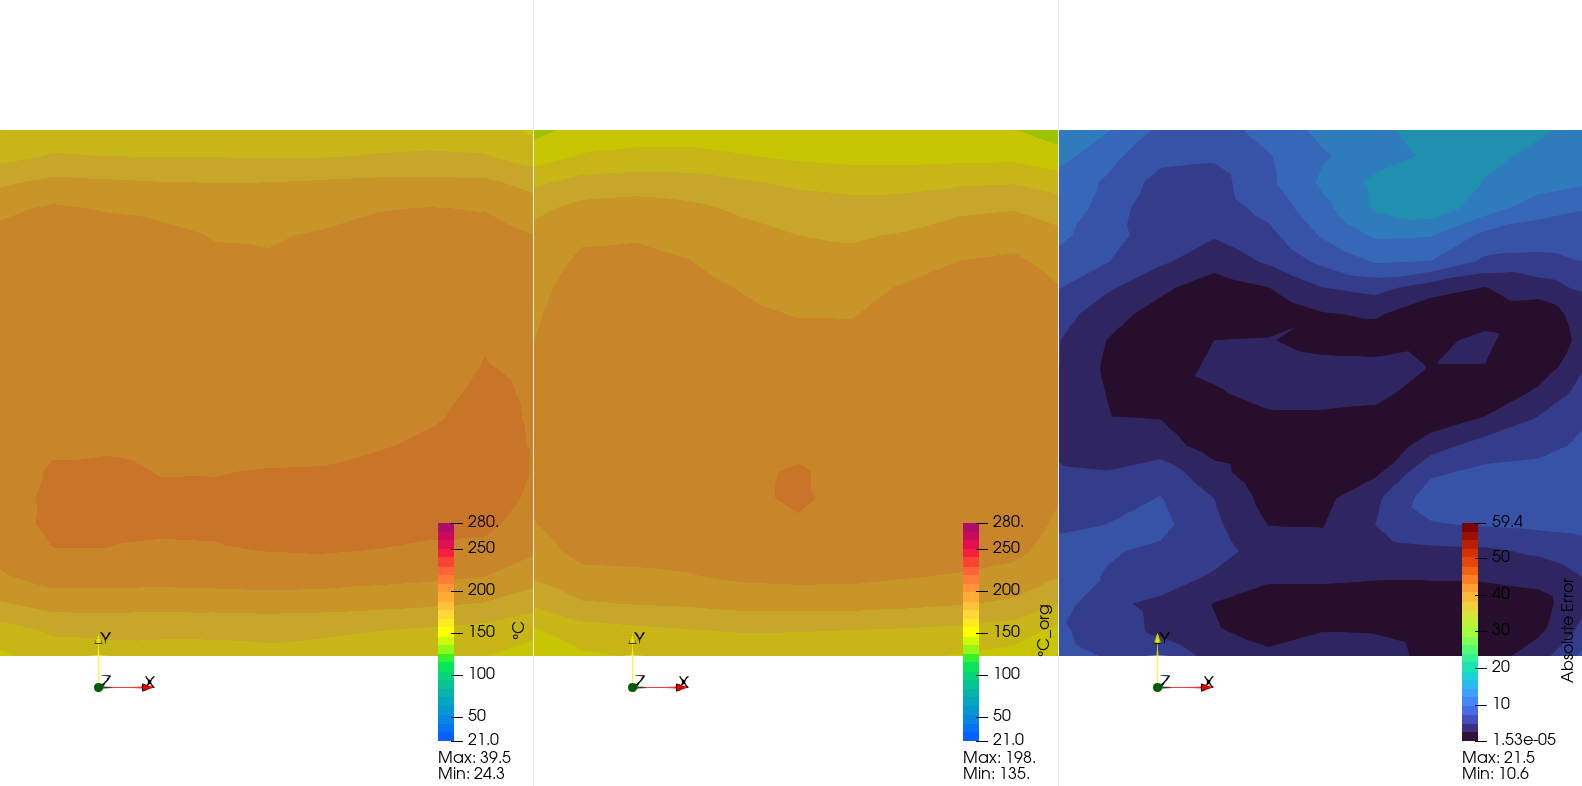 280.
250
200
150
100
50
21.0
°C
Max: 39.5
Min: 24.3
Y
Z
X
280.
250
200
150
100
50
21.0
°C_org
Max: 198.
Min: 135.
Y
Z
X
59.4
50
40
30
20
10
1.53e-05
Absolute Error
Max: 21.5
Min: 10.6
Y
Z
X